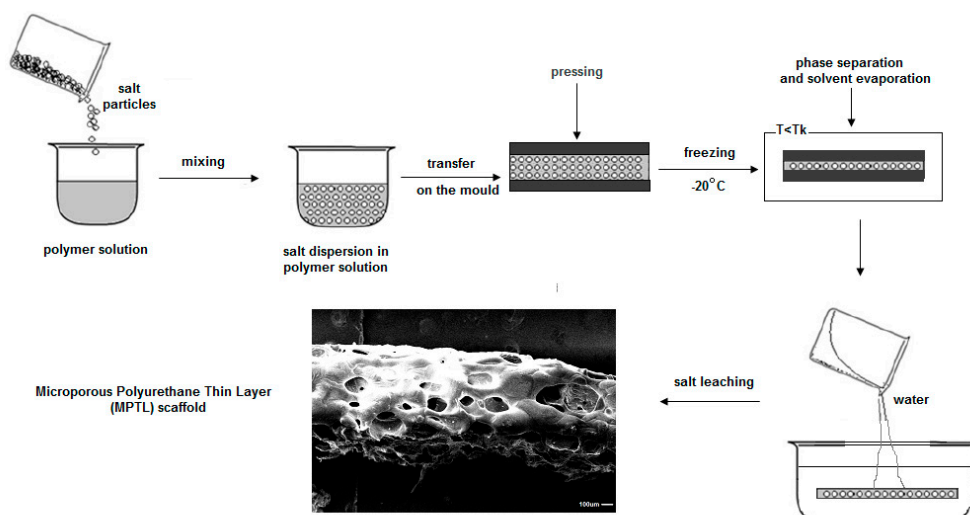 salt
particles
polymer solution
mixing
salt dispersion in
polymer solution
transfer
on the mould
pressing
freezing
-20°C
phase separation
and solvent evaporation
T<Tk
water
salt leaching
100um
Microporous Polyurethane Thin Layer
(MPTL) scaffold